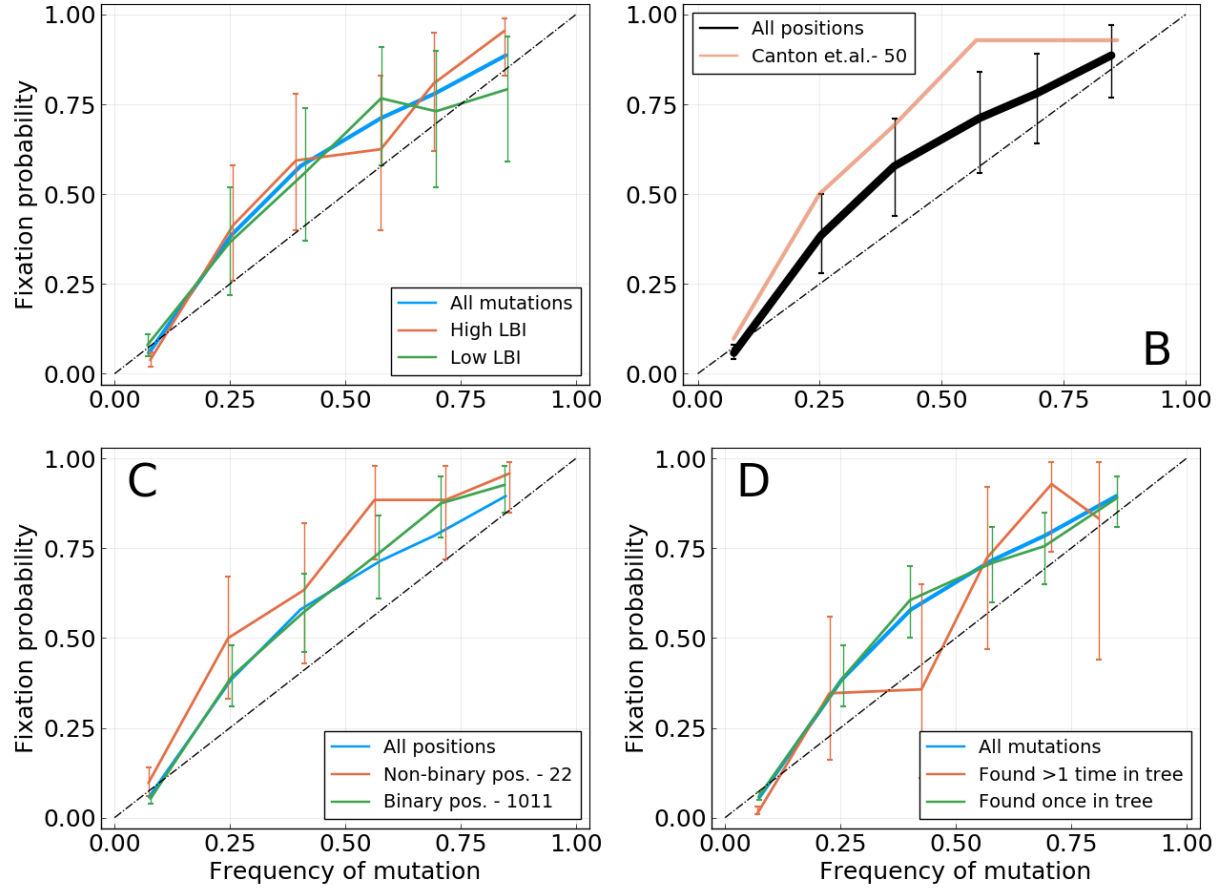 1.00
0.75
0.50
0.25
0.00
Fixation probability
All mutations
High LBI
Low LBI
0.00 0.25 0.50 0.75 1.00
1.00
0.75
0.50
0.25
0.00
All positions
Canton et.al.- 50
B
0.00 0.25 0.50 0.75 1.00
1.00
0.75
0.50
0.25
0.00
Fixation probability
C
All positions
Non-binary pos. - 22
Binary pos. - 1011
0.00 0.25 0.50 0.75 1.00
Frequency of mutation
1.00
0.75
0.50
0.25
0.00
Fixation probability
D
All mutations
Found >1 time in tree
Found once in tree
0.00 0.25 0.50 0.75 1.00
Frequency of mutation